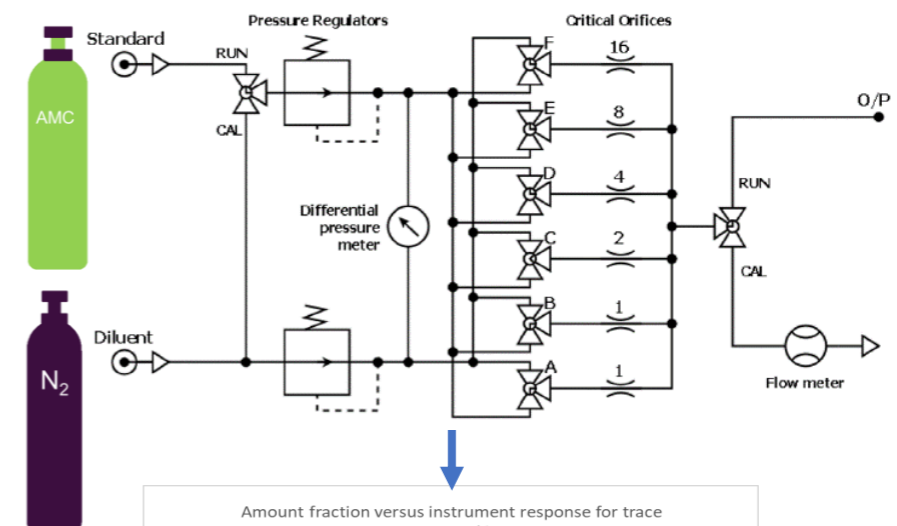 Pressure Regulators
Critical Orifices
Standard
RUN
CAL
AMC
F
16
E
8
D
4
C
2
B
1
A
1
O/P
RUN
CAL
Differential
pressure
meter
Diluent
N₂
Flow meter
Amount fraction versus instrument response for trace